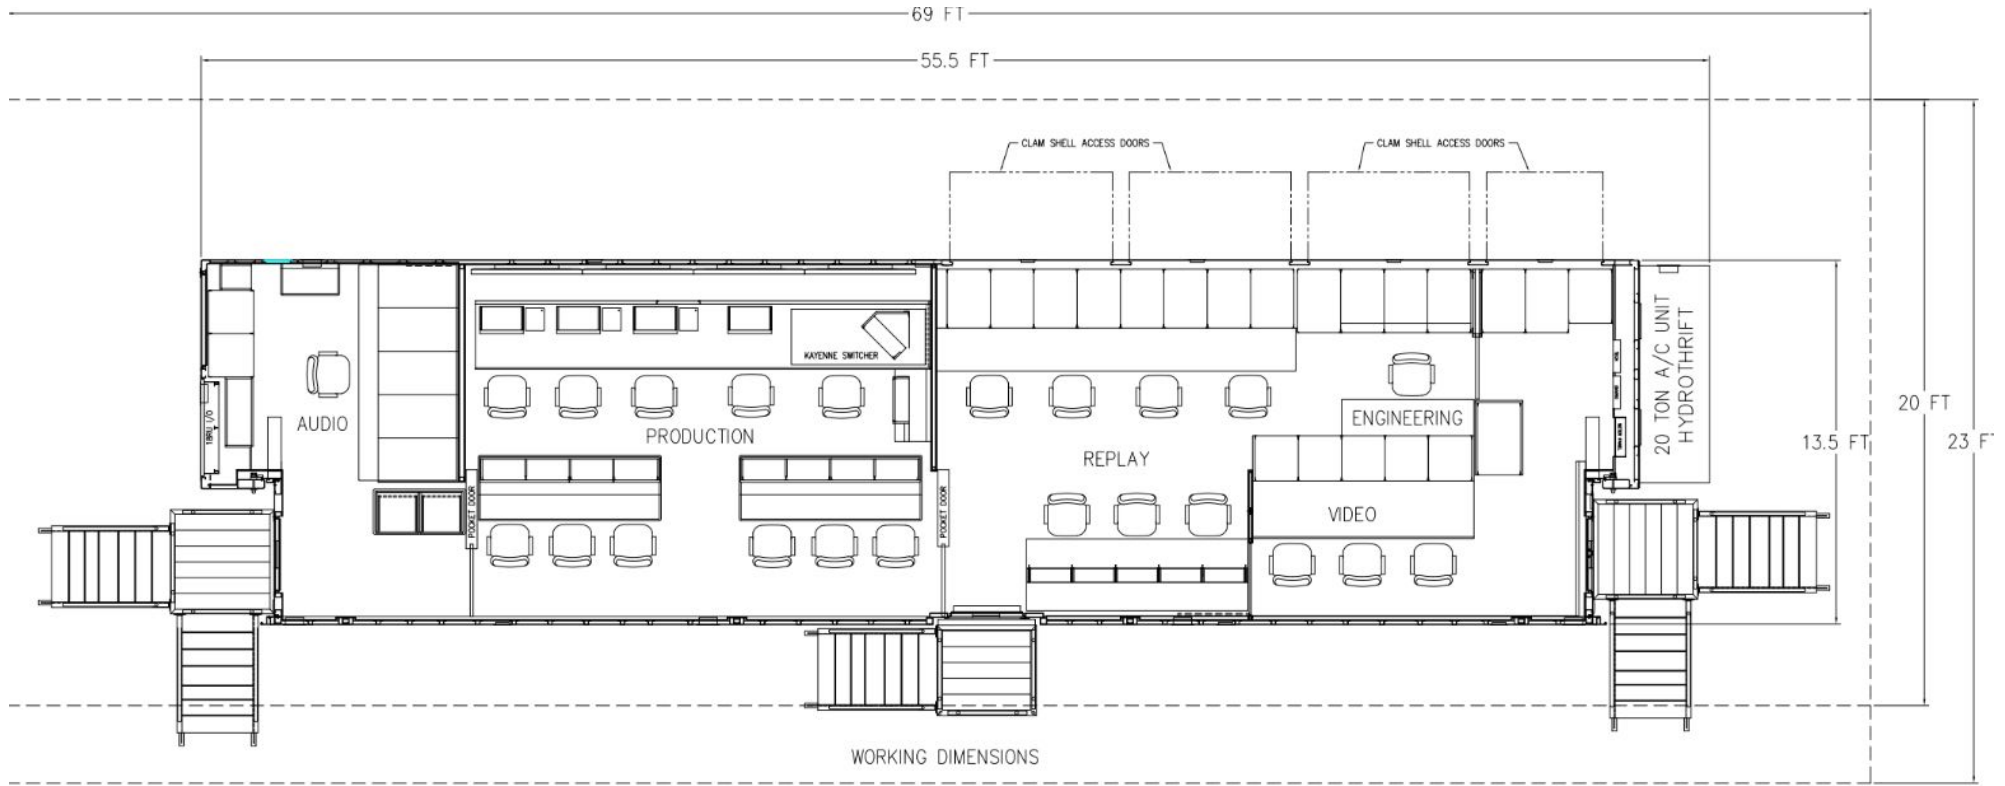 69 FT
55.5 FT
CLAM SHELL ACCESS DOORS
CLAM SHELL ACCESS DOORS
KAYENNE SWITCHER
AUDIO
18RU I/O
PRODUCTION
POCKET DOOR
POCKET DOOR
REPLAY
ENGINEERING
VIDEO
20 TON A/C UNIT
HYDROTHRIFT
13.5 FT
20 FT
23 FT
WORKING DIMENSIONS